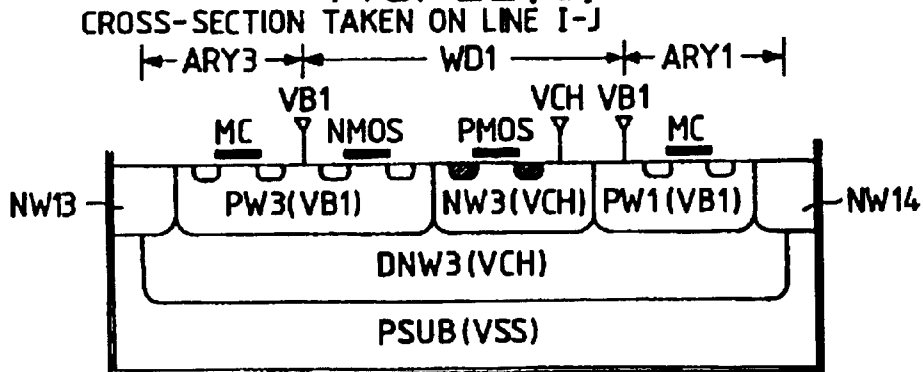 CROSS-SECTION TAKEN ON LINE I-J
ARY3 WD1 ARY1
VB1 VCH VB1
MC NMOS PMOS MC
NW13 PW3(VB1) NW3(VCH) PW1(VB1) NW14
DNW3(VCH)
PSUB(VSS)